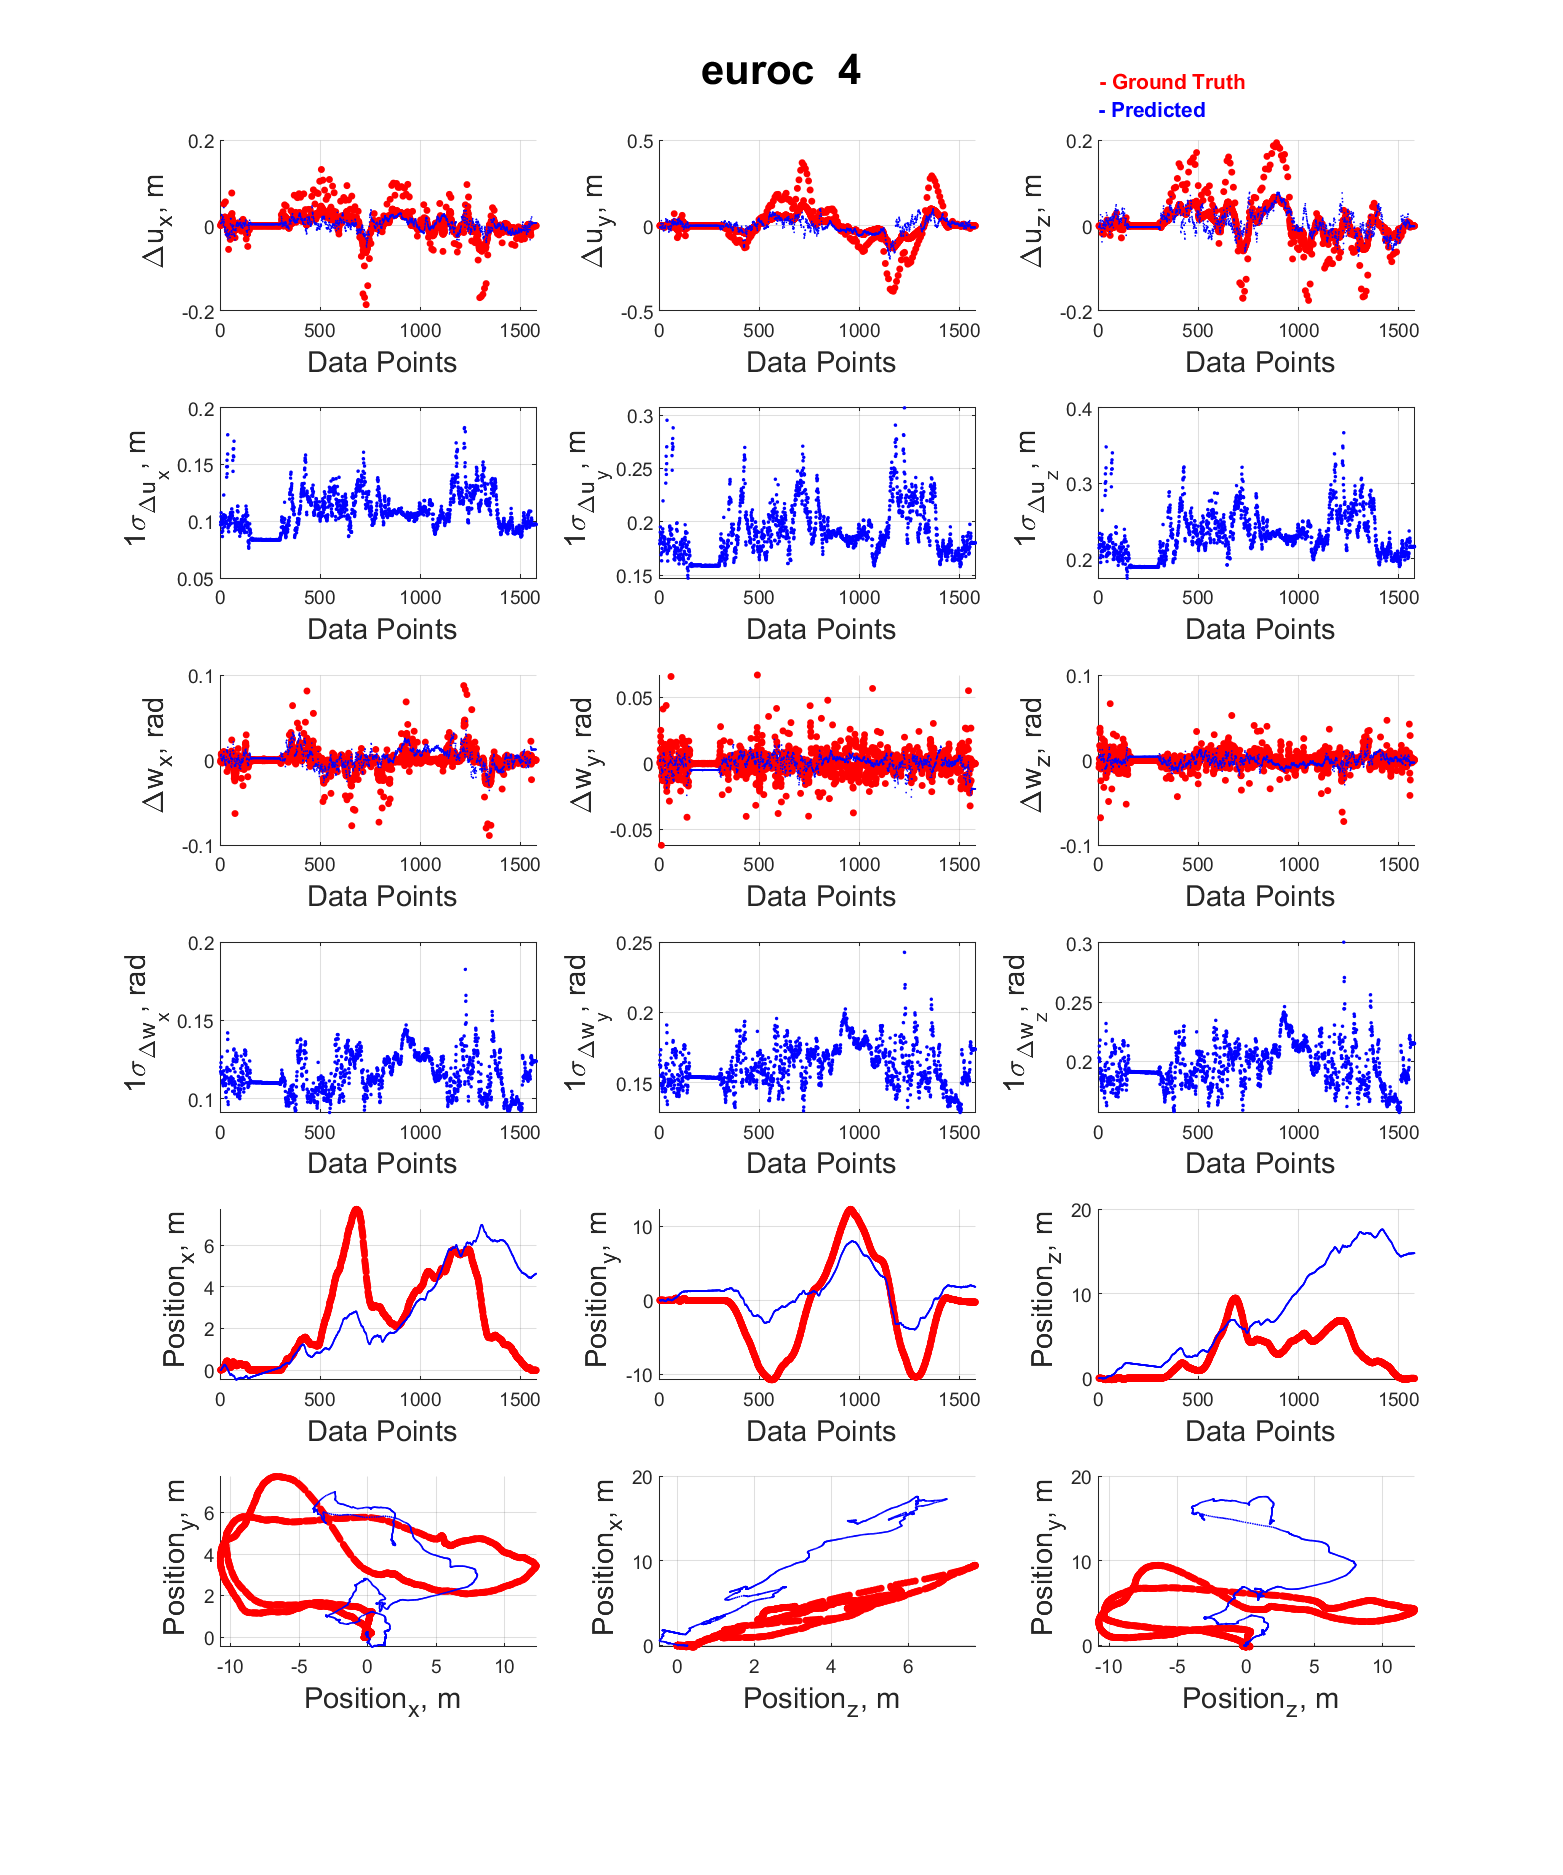 euroc 4
- Ground Truth
- Predicted
Δu_x, m
0.2
0
-0.2
0 500 1000 1500
Data Points
Δu_y, m
0.5
0
-0.5
0 500 1000 1500
Data Points
Δu_z, m
0.2
0
-0.2
0 500 1000 1500
Data Points
1σ_Δu_x, m
0.2
0.15
0.1
0.05
0 500 1000 1500
Data Points
1σ_Δu_y, m
0.3
0.25
0.2
0.15
0 500 1000 1500
Data Points
1σ_Δu_z, m
0.4
0.3
0.2
0 500 1000 1500
Data Points
Δw_x, rad
0.1
0
-0.1
0 500 1000 1500
Data Points
Δw_y, rad
0.05
0
-0.05
0 500 1000 1500
Data Points
Δw_z, rad
0.1
0
-0.1
0 500 1000 1500
Data Points
1σ_Δw_x, rad
0.2
0.15
0.1
0 500 1000 1500
Data Points
1σ_Δw_y, rad
0.25
0.2
0.15
0 500 1000 1500
Data Points
1σ_Δw_z, rad
0.3
0.25
0.2
0 500 1000 1500
Data Points
Position_x, m
6
4
2
0
0 500 1000 1500
Data Points
Position_y, m
10
0
-10
0 500 1000 1500
Data Points
Position_z, m
20
10
0
0 500 1000 1500
Data Points
Position_y, m
6
4
2
0
-10 -5 0 5 10
Position_x, m
Position_x, m
20
10
0
0 2 4 6
Position_z, m
Position_y, m
20
10
0
-10 -5 0 5 10
Position_z, m